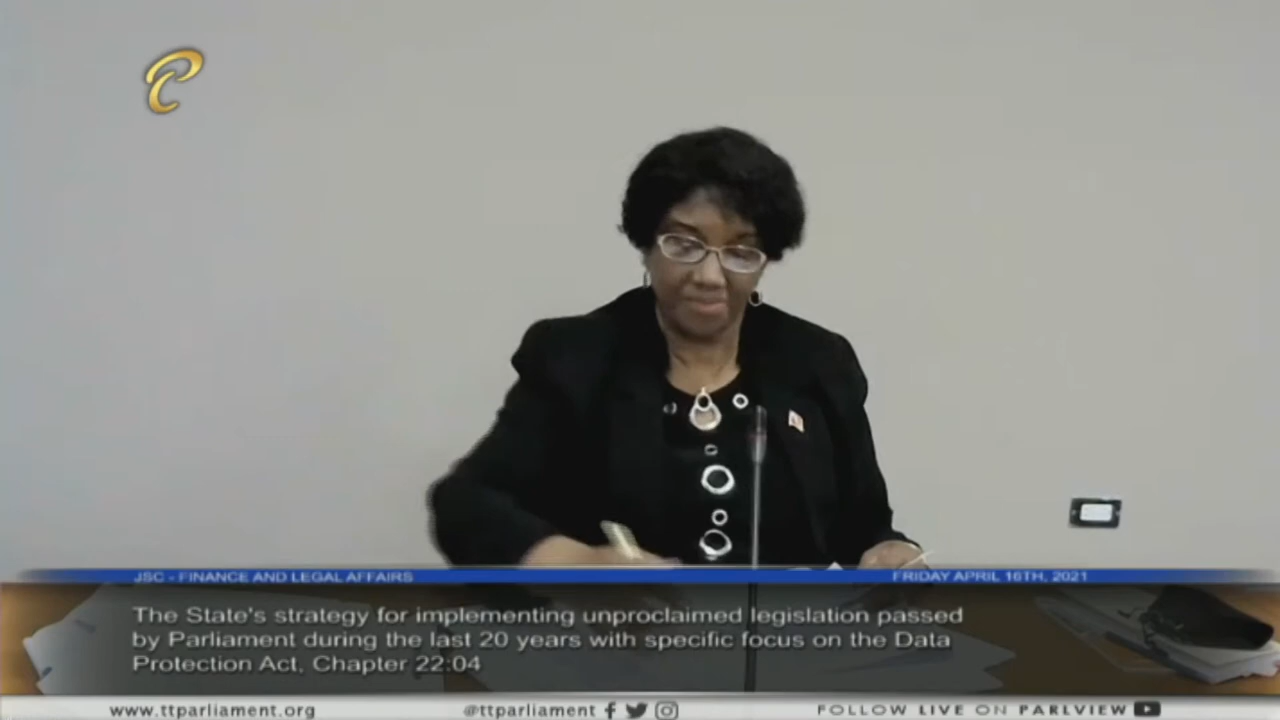 JSC - FINANCE AND LEGAL AFFAIRS
FRIDAY APRIL 16TH, 2021
The State's strategy for implementing unproclaimed legislation passed
by Parliament during the last 20 years with specific focus on the Data
Protection Act, Chapter 22:04
www.ttparliament.org
@ttparliament
FOLLOW LIVE ON PARLVIEW